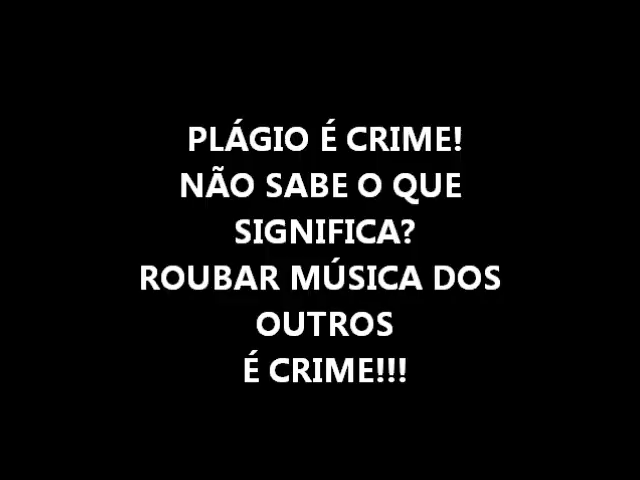 PLÁGIO É CRIME!
NÃO SABE O QUE
SIGNIFICA?
ROUBAR MÚSICA DOS
OUTROS
É CRIME!!!